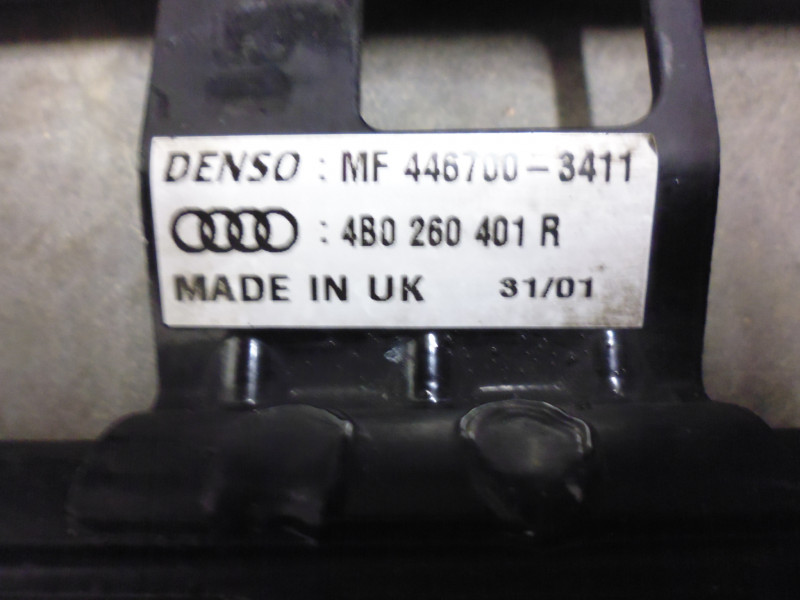 DENSO : MF 446700-3411
: 4B0 260 401 R
MADE IN UK 31/01